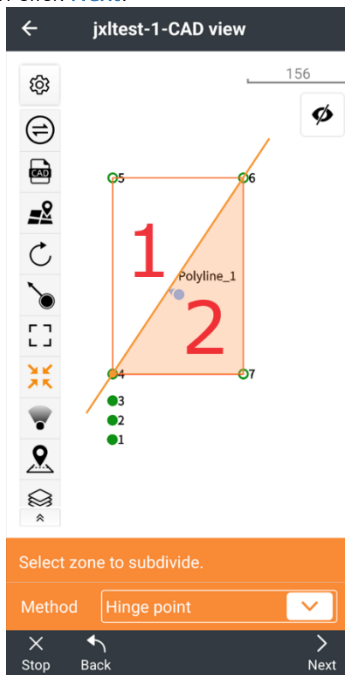 jxltest-1-CAD view
156
CAD
5
6
1
Polyline_1
2
4
7
3
2
1
Select zone to subdivide.
Method Hinge point
Stop Back Next